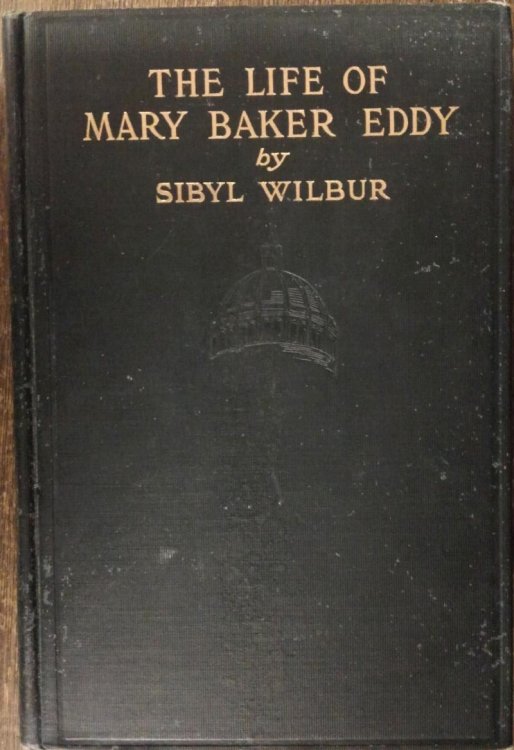 THE LIFE OF
MARY BAKER EDDY
by
SIBYL WILBUR